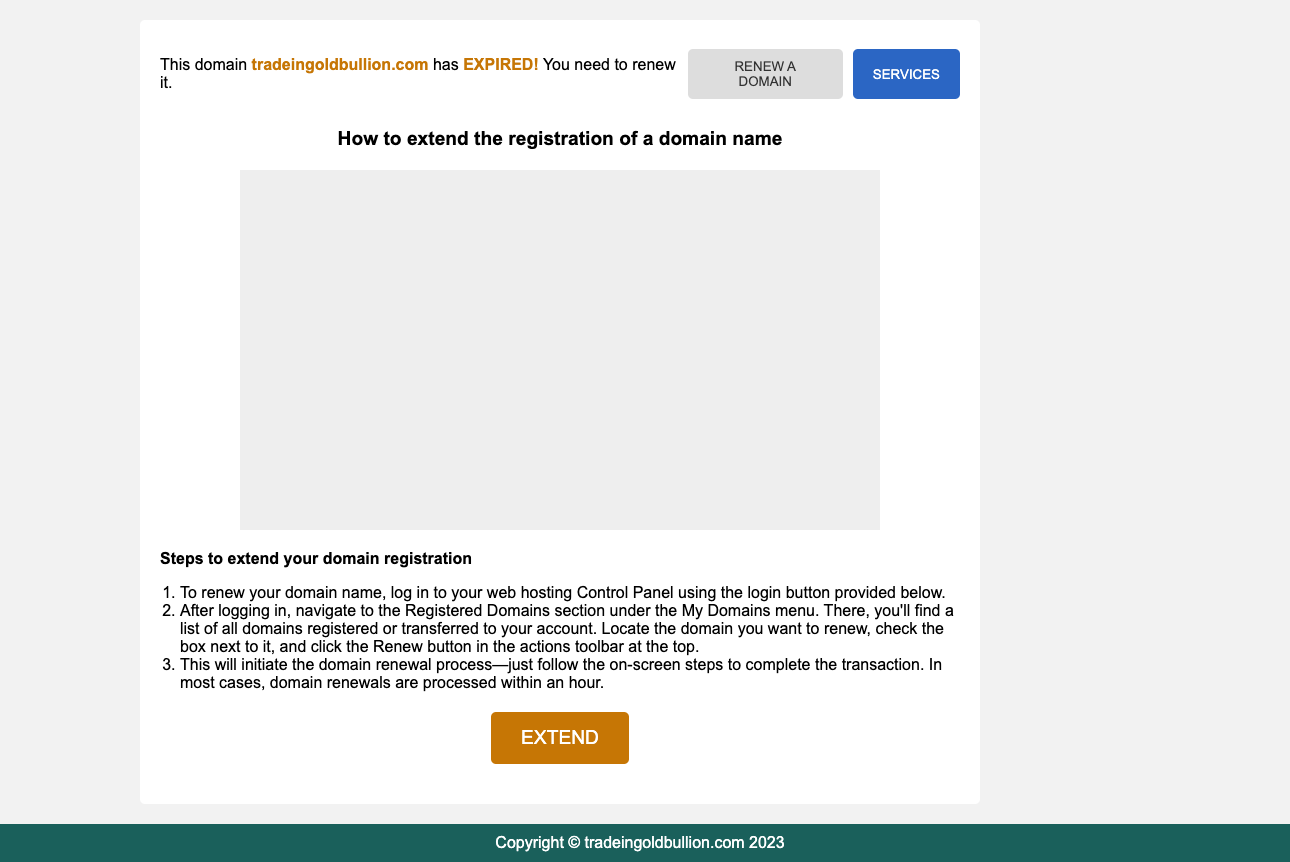 This domain tradeingoldbullion.com has EXPIRED! You need to renew
it.
RENEW A
DOMAIN
SERVICES
How to extend the registration of a domain name
Steps to extend your domain registration
1. To renew your domain name, log in to your web hosting Control Panel using the login button provided below.
2. After logging in, navigate to the Registered Domains section under the My Domains menu. There, you'll find a
list of all domains registered or transferred to your account. Locate the domain you want to renew, check the
box next to it, and click the Renew button in the actions toolbar at the top.
3. This will initiate the domain renewal process—just follow the on-screen steps to complete the transaction. In
most cases, domain renewals are processed within an hour.
EXTEND
Copyright © tradeingoldbullion.com 2023